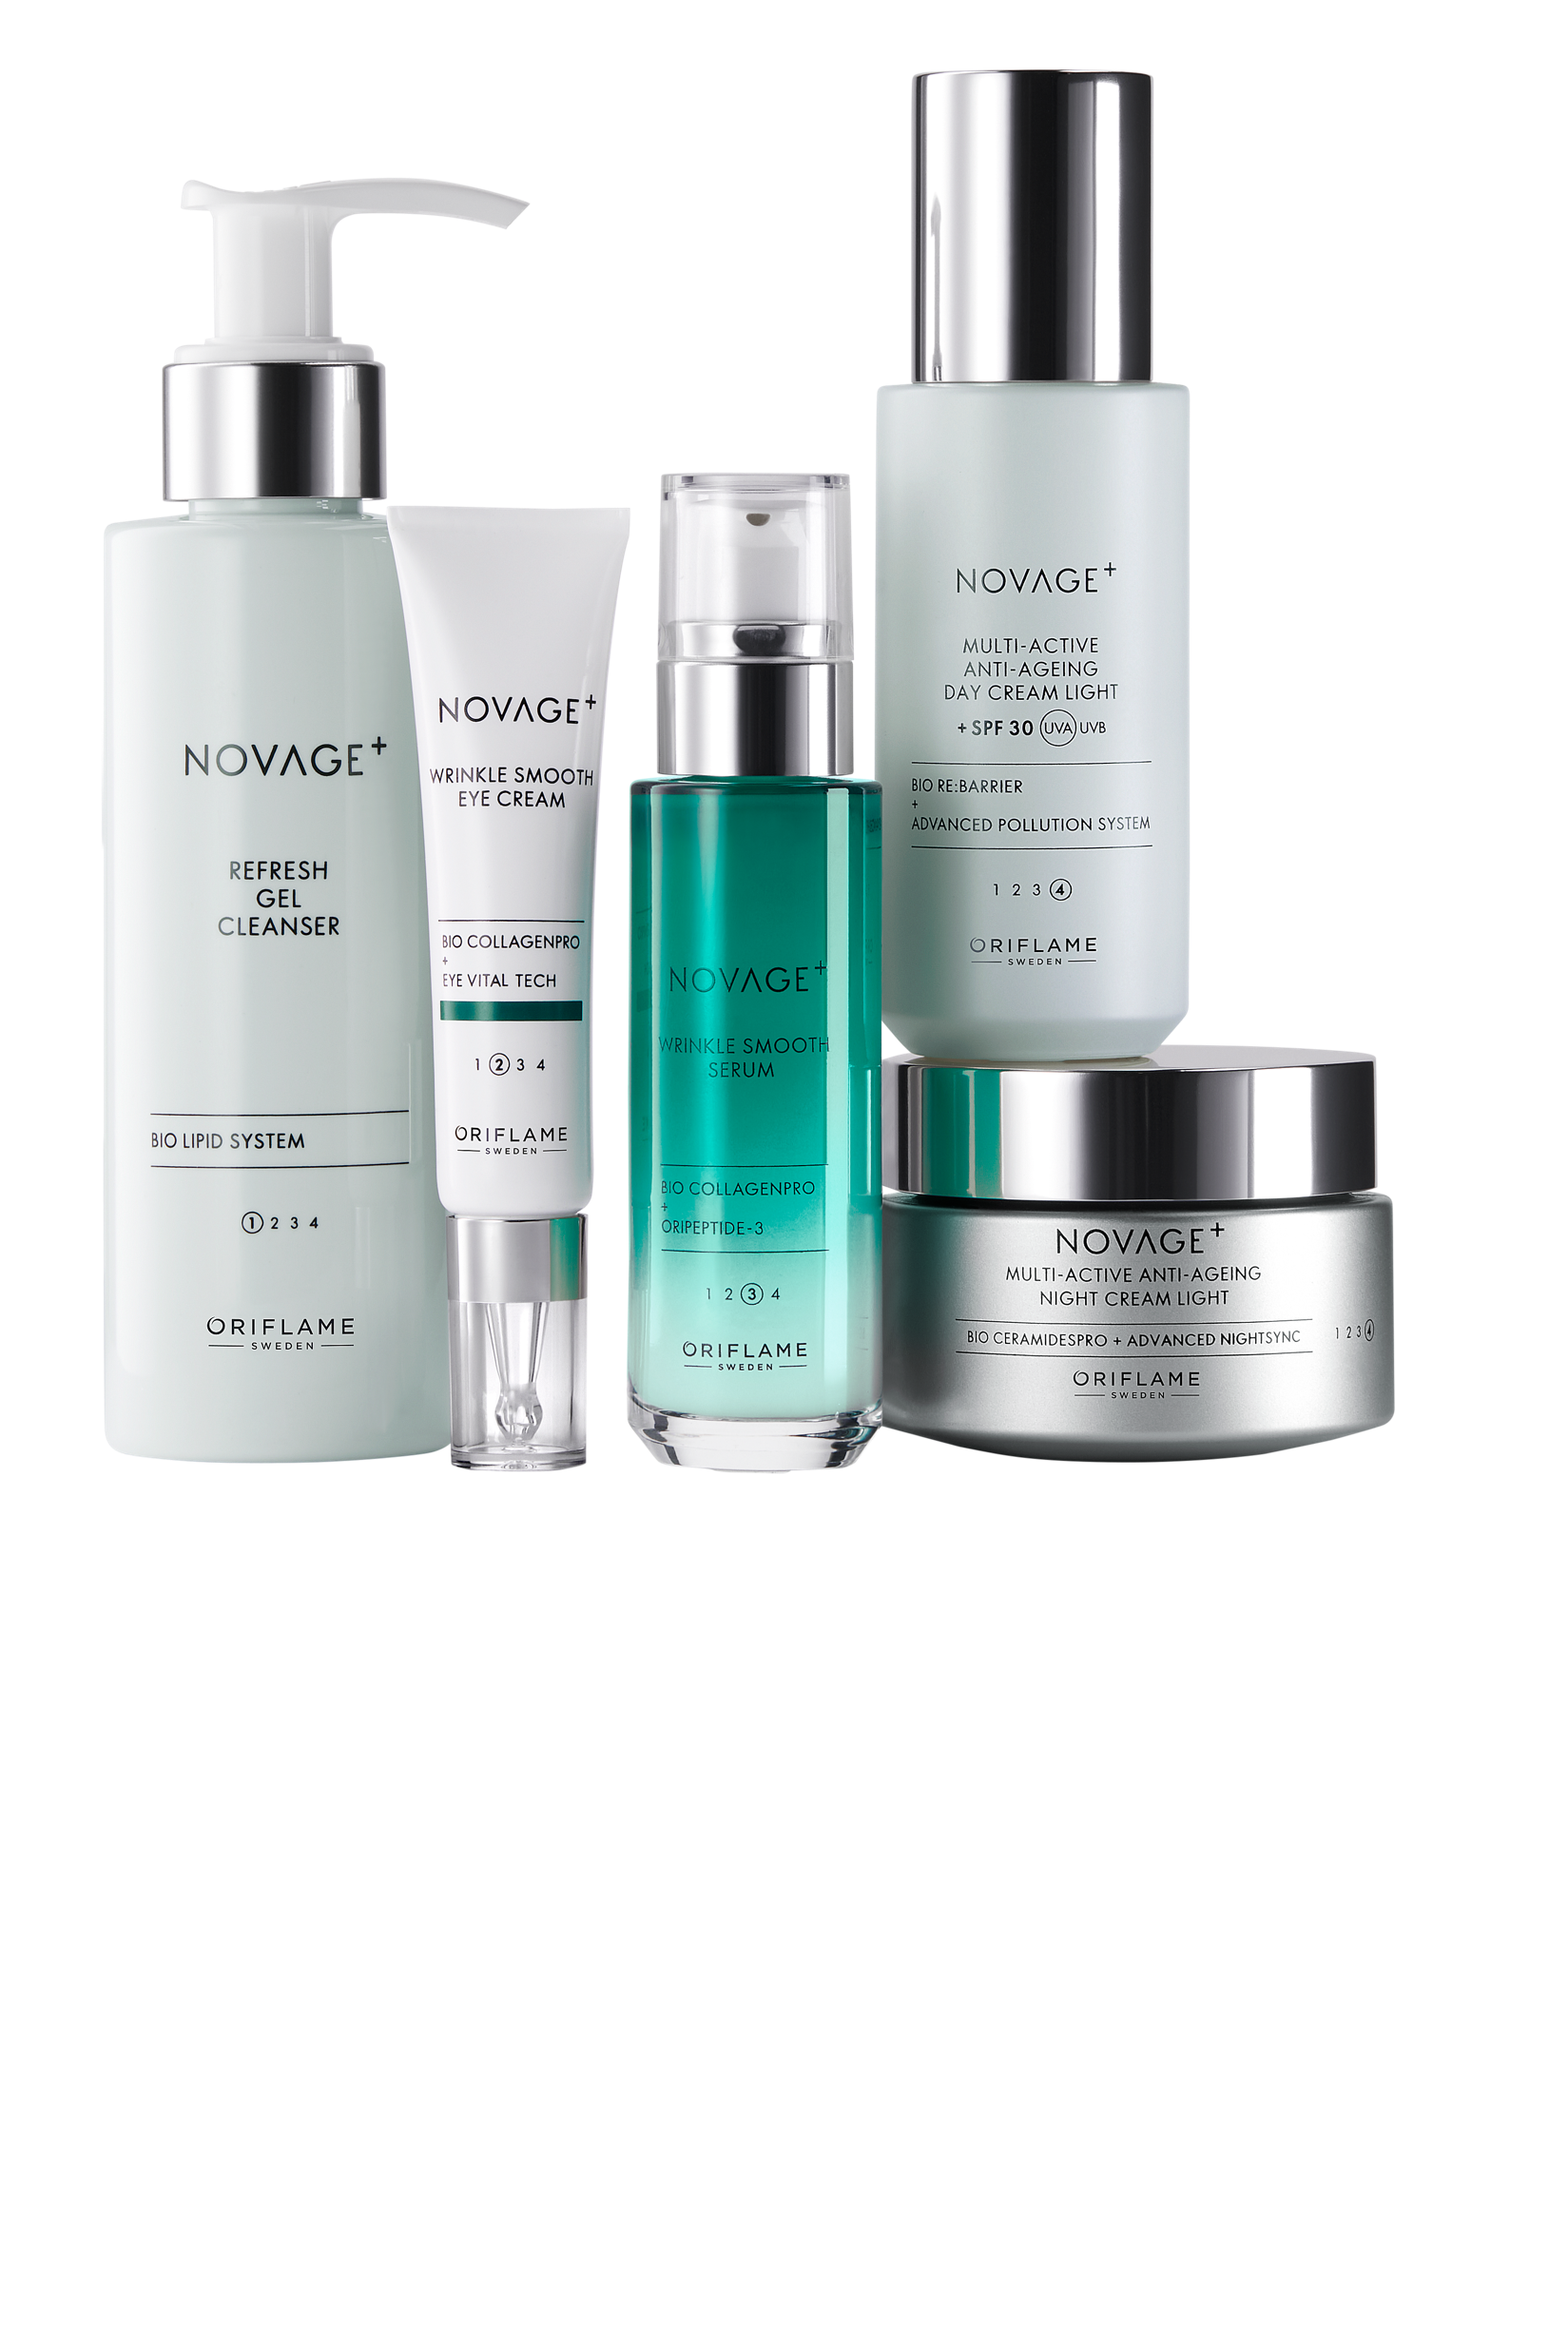 NOVAGE+
REFRESH
GEL
CLEANSER
BIO LIPID SYSTEM
1 2 3 4
ORIFLAME
SWEDEN
NOVAGE+
WRINKLE SMOOTH
EYE CREAM
BIO COLLAGENPRO
+
EYE VITAL TECH
1 2 3 4
ORIFLAME
SWEDEN
NOVAGE+
WRINKLE SMOOTH
SERUM
BIO COLLAGENPRO
+
ORIPEPTIDE-3
1 2 3 4
ORIFLAME
SWEDEN
NOVAGE+
MULTI-ACTIVE
ANTI-AGEING
DAY CREAM LIGHT
+ SPF 30 UVA UVB
BIO RE:BARRIER
+
ADVANCED POLLUTION SYSTEM
1 2 3 4
ORIFLAME
SWEDEN
NOVAGE+
MULTI-ACTIVE ANTI-AGEING
NIGHT CREAM LIGHT
BIO CERAMIDESPRO + ADVANCED NIGHTSYNC
1 2 3 4
ORIFLAME
SWEDEN